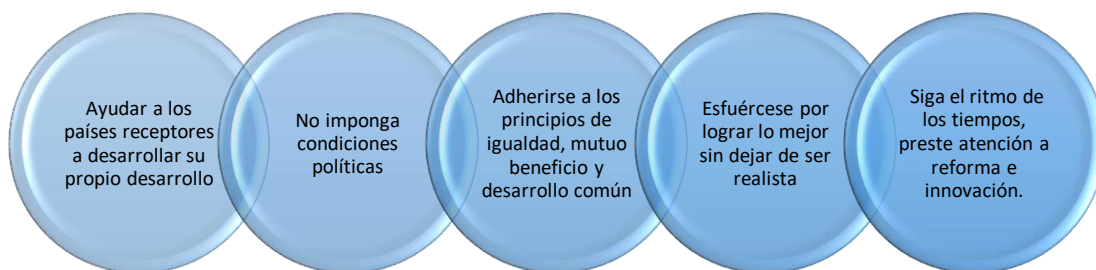 Ayudar a los
países receptores
a desarrollar su
propio desarrollo
No imponga
condiciones
políticas
Adherirse a los
principios de
igualdad, mutuo
beneficio y
desarrollo común
Esfuércese por
lograr lo mejor
sin dejar de ser
realista
Siga el ritmo de
los tiempos,
preste atención a
reforma e
innovación.